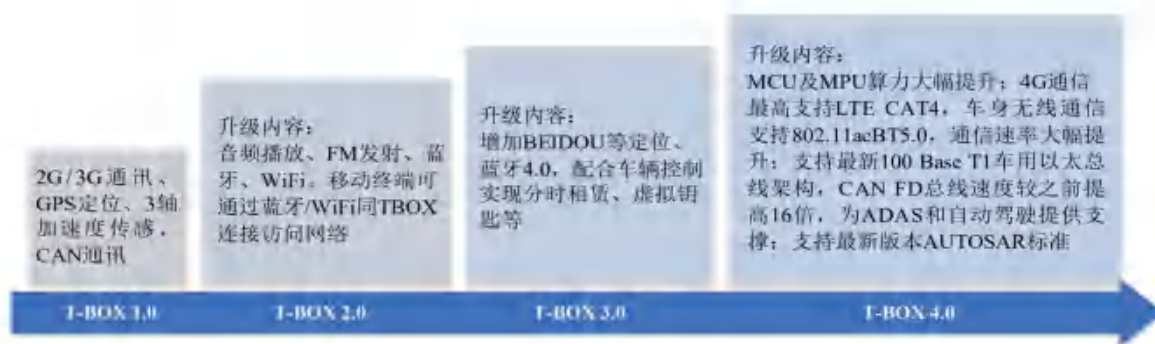 2G/3G通讯、
GPS定位、3轴
加速度传感，
CAN通讯
升级内容：
音频播放、FM发射、蓝
牙、WiFi。移动终端可
通过蓝牙/WiFi同TBOX
连接访问网络
升级内容：
增加BEIDOU等定位、
蓝牙4.0，配合车辆控制
实现分时租赁、虚拟钥
匙等
升级内容：
MCU及MPU算力大幅提升；4G通信
最高支持LTE CAT4，车身无线通信
支持802.11acBT5.0，通信速率大幅提
升；支持最新100 Base T1车用以太总
线架构，CAN FD总线速度较之前提
高16倍，为ADAS和自动驾驶提供支
撑；支持最新版本AUTOSAR标准
T-BOX 1.0
T-BOX 2.0
T-BOX 3.0
T-BOX 4.0